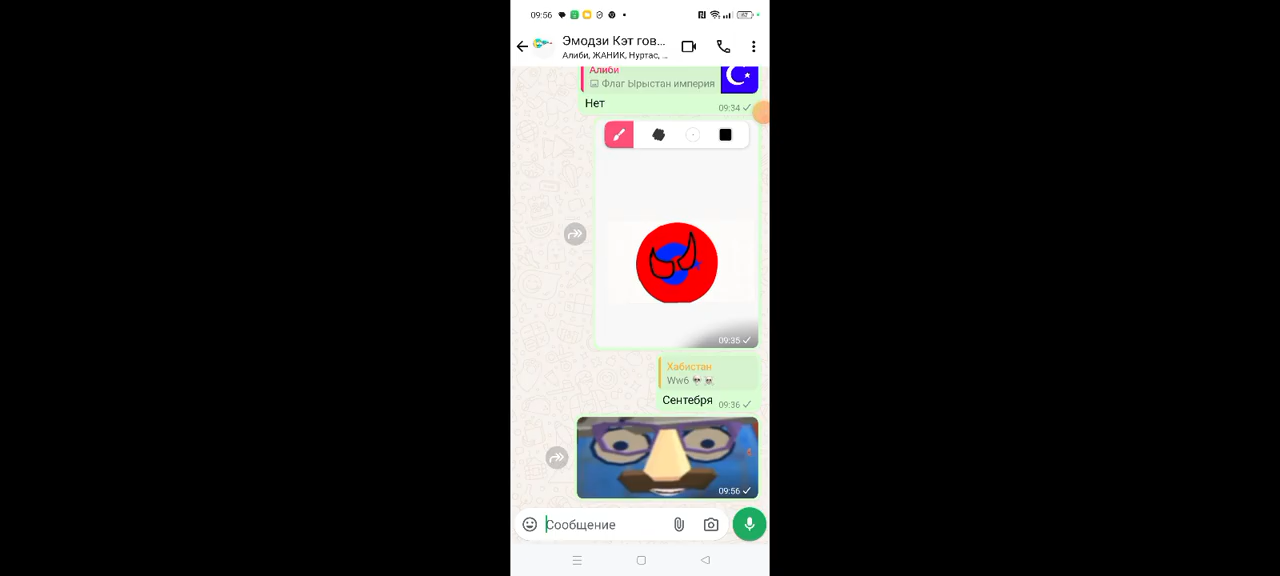 09:56
67
Эмодзи Кэт гов...
Алиби, ЖАНИК, Нуртас, ...
Алиби
Флаг Ырыстан империя
Нет
09:34
09:35
Хабистан
Ww6 💀☠
Сентебря
09:36
09:56
Сообщение